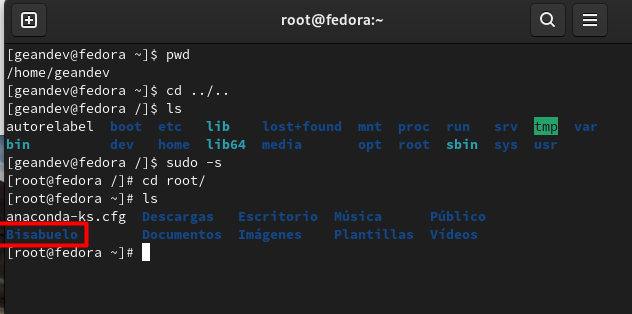 root@fedora:~
[geandev@fedora ~]$ pwd
/home/geandev
[geandev@fedora ~]$ cd ../..
[geandev@fedora /]$ ls
autorelabel boot etc lib lost+found mnt proc run srv tmp var
bin dev home lib64 media opt root sbin sys usr
[geandev@fedora /]$ sudo -s
[root@fedora /]# cd root/
[root@fedora ~]# ls
anaconda-ks.cfg Descargas Escritorio Música Público
Bisabuelo Documentos Imágenes Plantillas Vídeos
[root@fedora ~]#